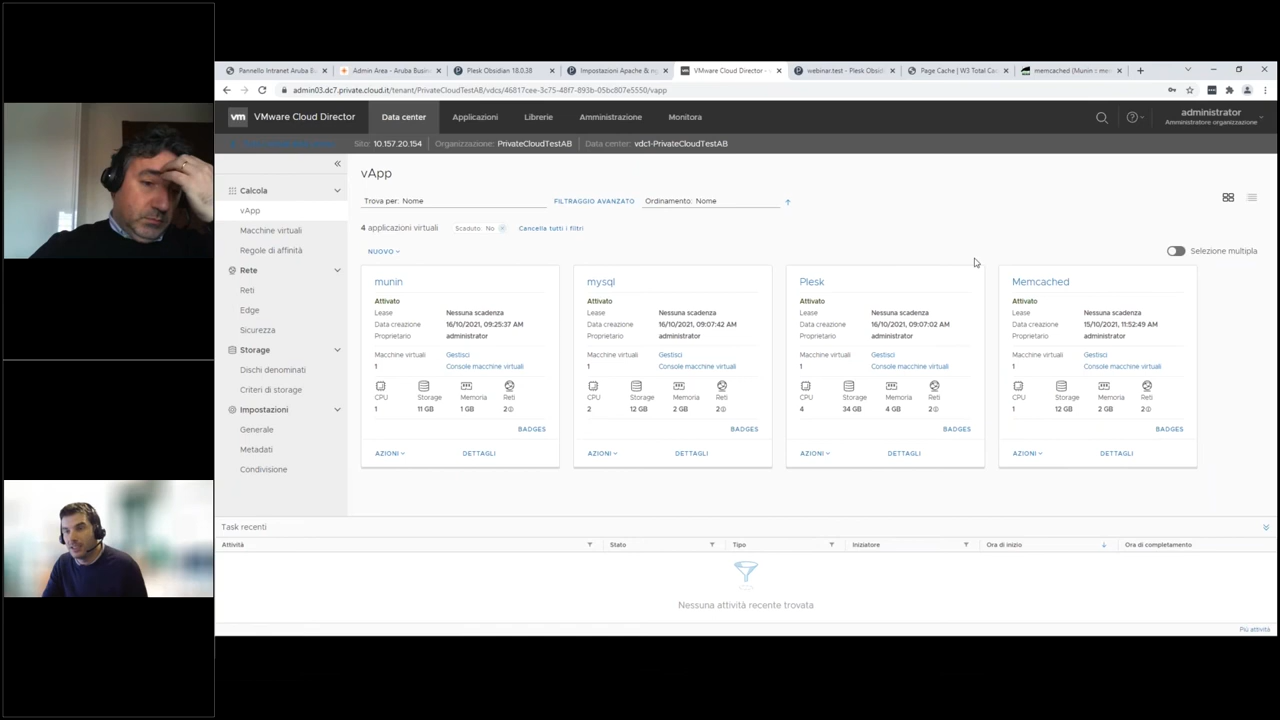 Pannello Intranet Aruba Bu
Admin Area - Aruba Busin
Plesk Obsidian 18.0.38
Impostazioni Apache & ng
VMware Cloud Director -
webinar.test - Plesk Obsidi
Page Cache | W3 Total Cac
memcached (Munin :: mem
admin03.dc7.private.cloud.it/tenant/PrivateCloudTestAB/vdcs/46817cee-3c75-48f7-893b-05bc807e5550/vapp
vm VMware Cloud Director Data center Applicazioni Librerie Amministrazione Monitora
administrator
Amministratore organizzazione
Sito: 10.157.20.154 Organizzazione: PrivateCloudTestAB Data center: vdc1-PrivateCloudTestAB
Calcola
vApp
Macchine virtuali
Regole di affinità
Rete
Reti
Edge
Sicurezza
Storage
Dischi denominati
Criteri di storage
Impostazioni
Generale
Metadati
Condivisione
vApp
Trova per: Nome FILTRAGGIO AVANZATO Ordinamento: Nome
4 applicazioni virtuali Scaduto: No Cancella tutti i filtri
NUOVO
Selezione multipla
munin
Attivato
Lease Nessuna scadenza
Data creazione 16/10/2021, 09:25:37 AM
Proprietario administrator
Macchine virtuali Gestisci
1 Console macchine virtuali
CPU Storage Memoria Reti
1 11 GB 1 GB 2
BADGES
AZIONI DETTAGLI
mysql
Attivato
Lease Nessuna scadenza
Data creazione 16/10/2021, 09:07:42 AM
Proprietario administrator
Macchine virtuali Gestisci
1 Console macchine virtuali
CPU Storage Memoria Reti
2 12 GB 2 GB 2
BADGES
AZIONI DETTAGLI
Plesk
Attivato
Lease Nessuna scadenza
Data creazione 16/10/2021, 09:07:02 AM
Proprietario administrator
Macchine virtuali Gestisci
1 Console macchine virtuali
CPU Storage Memoria Reti
4 34 GB 4 GB 2
BADGES
AZIONI DETTAGLI
Memcached
Attivato
Lease Nessuna scadenza
Data creazione 15/10/2021, 11:52:49 AM
Proprietario administrator
Macchine virtuali Gestisci
1 Console macchine virtuali
CPU Storage Memoria Reti
1 12 GB 2 GB 2
BADGES
AZIONI DETTAGLI
Task recenti
Attività Stato Tipo Iniziatore Ora di inizio Ora di completamento
Nessuna attività recente trovata
Più attività